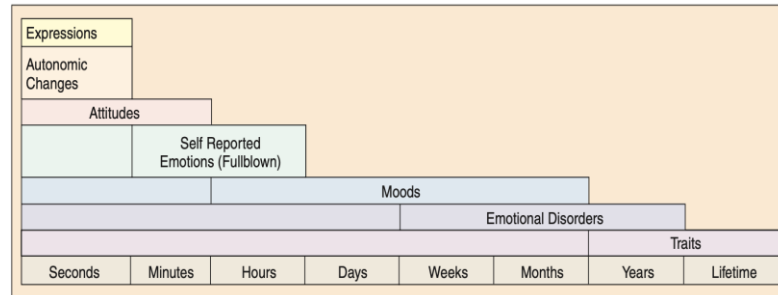 Expressions
Autonomic
Changes
Attitudes
Self Reported
Emotions (Fullblown)
Moods
Emotional Disorders
Traits
Seconds Minutes Hours Days Weeks Months Years Lifetime